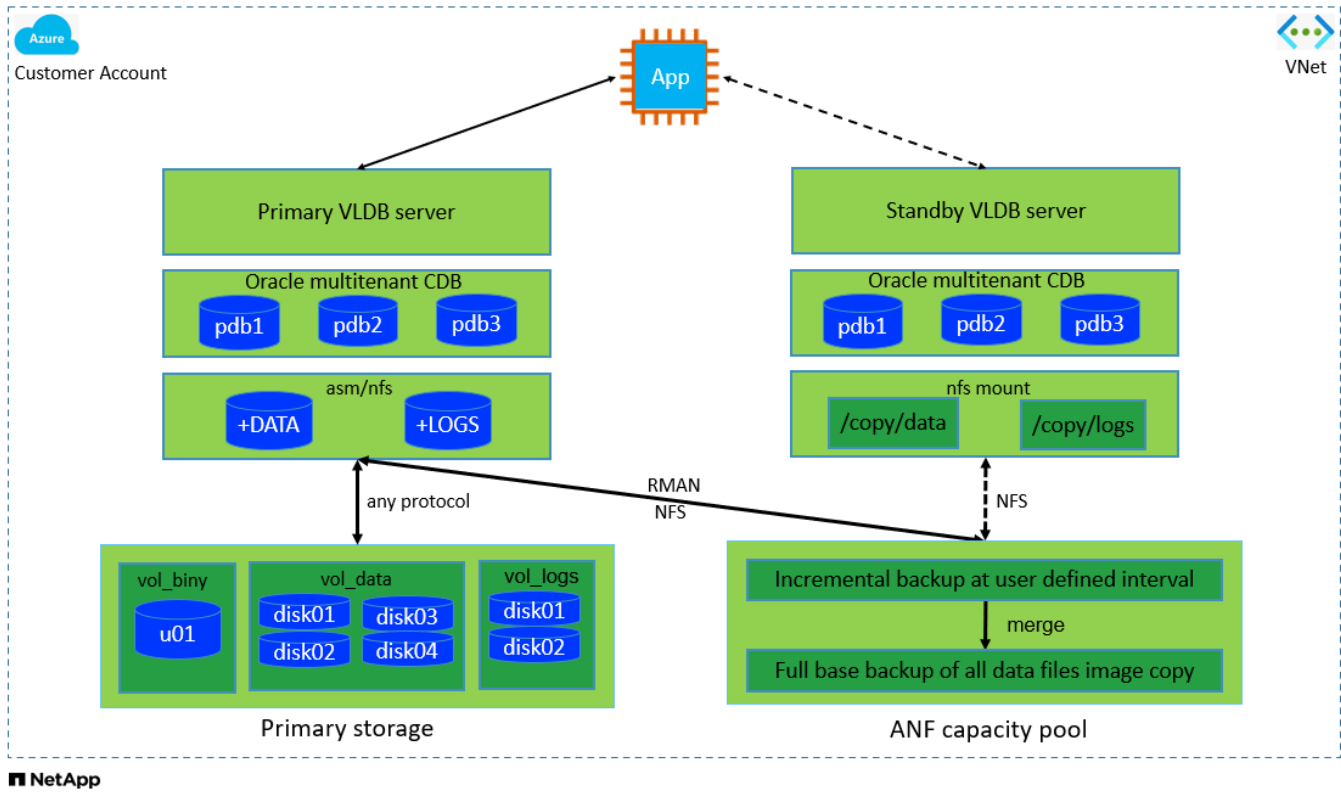 Azure
Customer Account
VNet
App
Primary VLDB server
Standby VLDB server
Oracle multitenant CDB
pdb1
pdb2
pdb3
Oracle multitenant CDB
pdb1
pdb2
pdb3
asm/nfs
+DATA
+LOGS
nfs mount
/copy/data
/copy/logs
any protocol
RMAN
NFS
NFS
vol_biny
u01
vol_data
disk01
disk03
disk02
disk04
vol_logs
disk01
disk02
Incremental backup at user defined interval
merge
Full base backup of all data files image copy
Primary storage
ANF capacity pool
NetApp